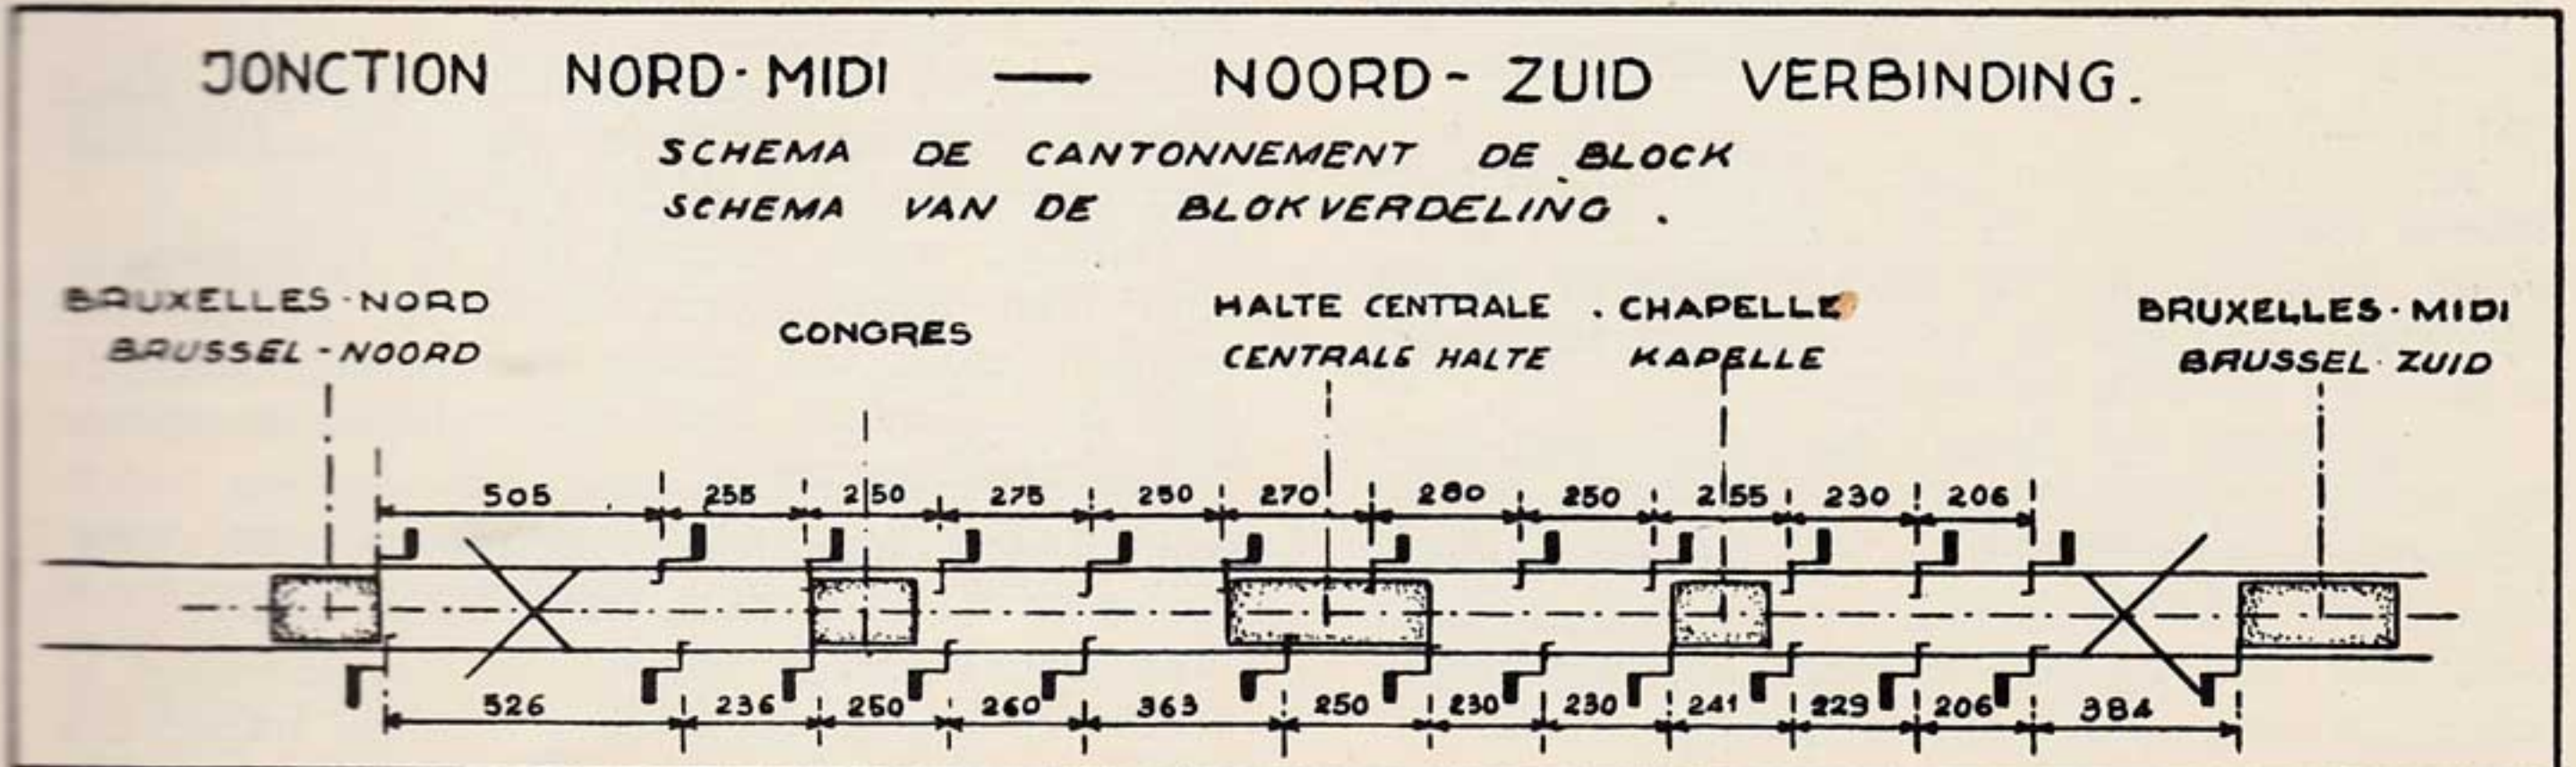 JONCTION NORD-MIDI — NOORD-ZUID VERBINDING.
SCHEMA DE CANTONNEMENT DE BLOCK
SCHEMA VAN DE BLOKVERDELING.
BRUXELLES-NORD
BRUSSEL-NOORD
CONGRES
HALTE CENTRALE
CENTRALE HALTE
CHAPELLE
KAPELLE
BRUXELLES-MIDI
BRUSSEL-ZUID
505 255 250 275 250 270 280 250 255 230 206
526 236 250 260 363 250 230 230 241 229 206 384